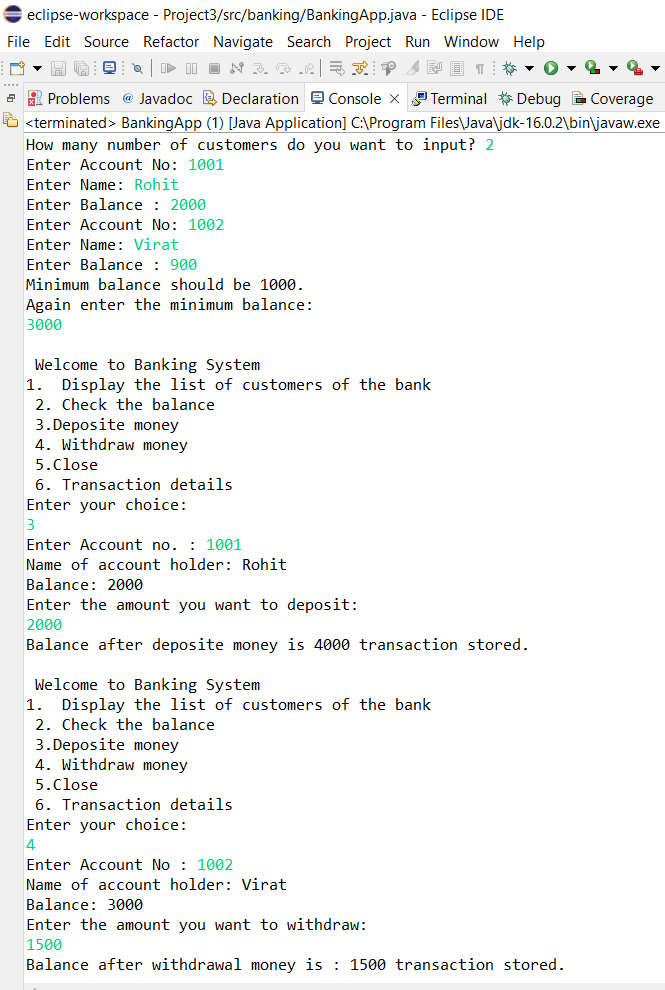 eclipse-workspace - Project3/src/banking/BankingApp.java - Eclipse IDE
File Edit Source Refactor Navigate Search Project Run Window Help
Problems @ Javadoc Declaration Console Terminal Debug Coverage
<terminated> BankingApp (1) [Java Application] C:\Program Files\Java\jdk-16.0.2\bin\javaw.exe
How many number of customers do you want to input? 2
Enter Account No: 1001
Enter Name: Rohit
Enter Balance : 2000
Enter Account No: 1002
Enter Name: Virat
Enter Balance : 900
Minimum balance should be 1000.
Again enter the minimum balance:
3000
Welcome to Banking System
1.  Display the list of customers of the bank
2. Check the balance
3.Deposite money
4. Withdraw money
5.Close
6. Transaction details
Enter your choice:
3
Enter Account no. : 1001
Name of account holder: Rohit
Balance: 2000
Enter the amount you want to deposit:
2000
Balance after deposite money is 4000 transaction stored.
Welcome to Banking System
1.  Display the list of customers of the bank
2. Check the balance
3.Deposite money
4. Withdraw money
5.Close
6. Transaction details
Enter your choice:
4
Enter Account No : 1002
Name of account holder: Virat
Balance: 3000
Enter the amount you want to withdraw:
1500
Balance after withdrawal money is : 1500 transaction stored.